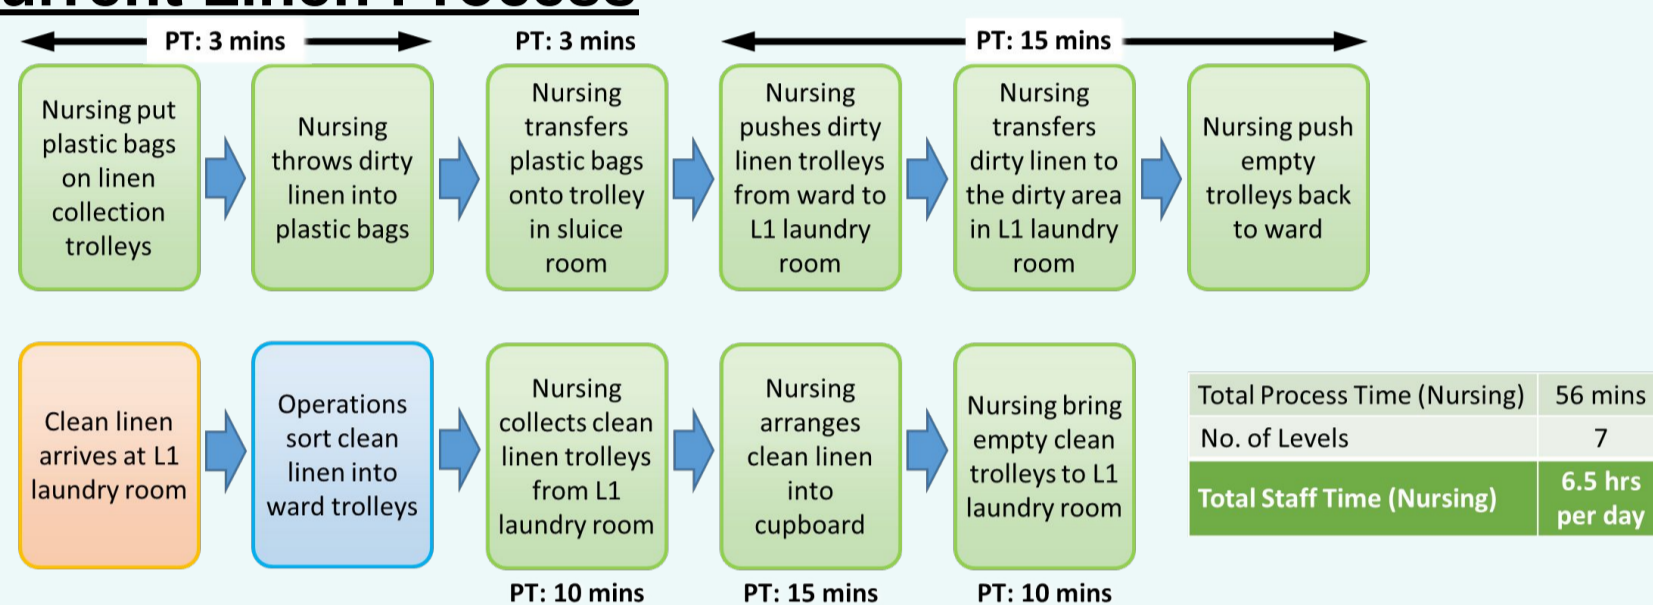 PT: 3 mins
PT: 3 mins
PT: 15 mins
Nursing put
plastic bags
on linen
collection
trolleys
Nursing
throws dirty
linen into
plastic bags
Nursing
transfers
plastic bags
onto trolley
in sluice
room
Nursing
pushes dirty
linen trolleys
from ward to
L1 laundry
room
Nursing
transfers
dirty linen to
the dirty area
in L1 laundry
room
Nursing push
empty
trolleys back
to ward
Clean linen
arrives at L1
laundry room
Operations
sort clean
linen into
ward trolleys
Nursing
collects clean
linen trolleys
from L1
laundry room
Nursing
arranges
clean linen
into
cupboard
Nursing bring
empty clean
trolleys to L1
laundry room
PT: 10 mins
PT: 15 mins
PT: 10 mins
Total Process Time (Nursing) 56 mins
No. of Levels 7
Total Staff Time (Nursing) 6.5 hrs
per day